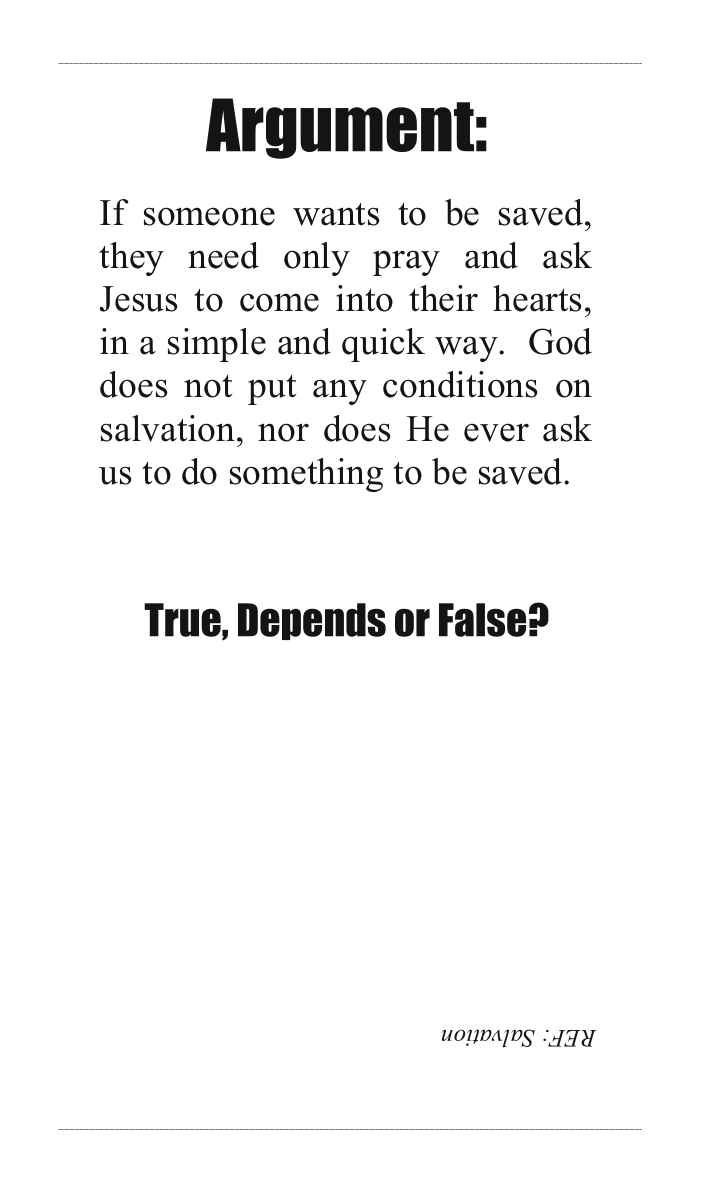 Argument:
If someone wants to be saved,
they need only pray and ask
Jesus to come into their hearts,
in a simple and quick way.  God
does not put any conditions on
salvation, nor does He ever ask
us to do something to be saved.
True, Depends or False?
REF: Salvation